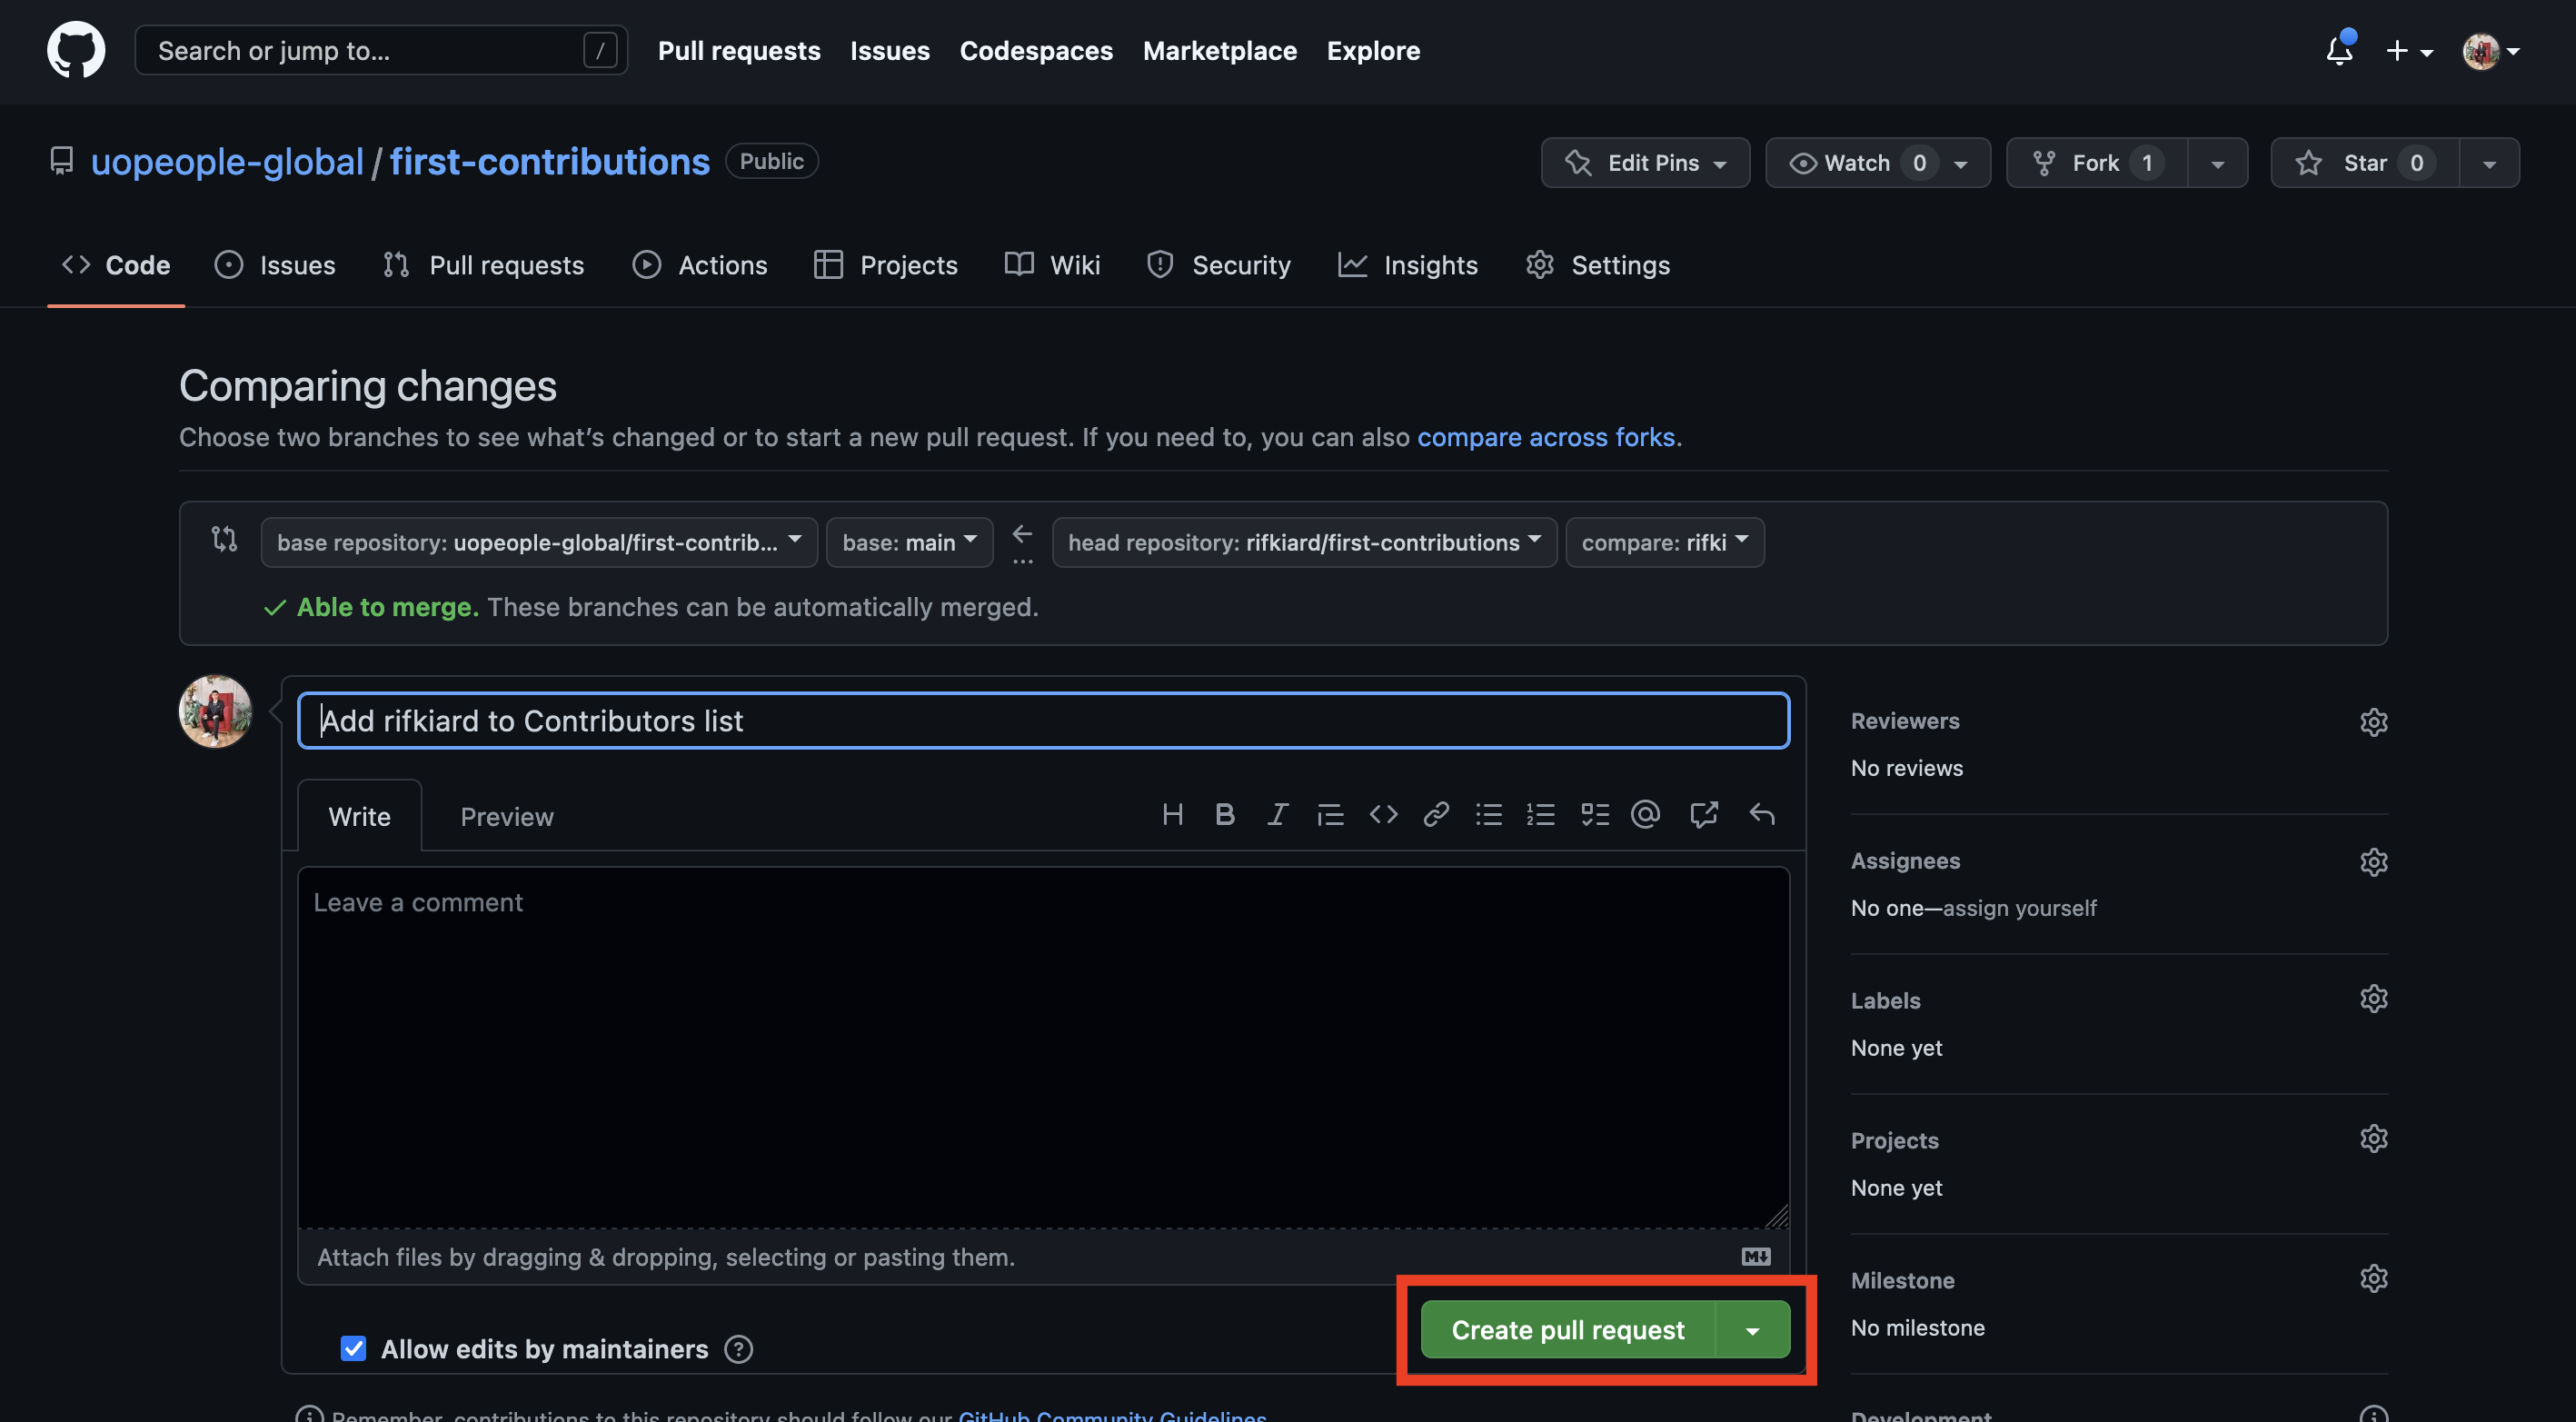 Search or jump to... /
Pull requests Issues Codespaces Marketplace Explore
uopeople-global / first-contributions Public
Edit Pins Watch 0 Fork 1 Star 0
Code Issues Pull requests Actions Projects Wiki Security Insights Settings
Comparing changes
Choose two branches to see what's changed or to start a new pull request. If you need to, you can also compare across forks.
base repository: uopeople-global/first-contrib... base: main ... head repository: rifkiard/first-contributions compare: rifki
Able to merge. These branches can be automatically merged.
Add rifkiard to Contributors list
Write Preview
Leave a comment
Attach files by dragging & dropping, selecting or pasting them.
Allow edits by maintainers
Create pull request
Remember, contributions to this repository should follow our GitHub Community Guidelines.
Reviewers
No reviews
Assignees
No one—assign yourself
Labels
None yet
Projects
None yet
Milestone
No milestone
Development